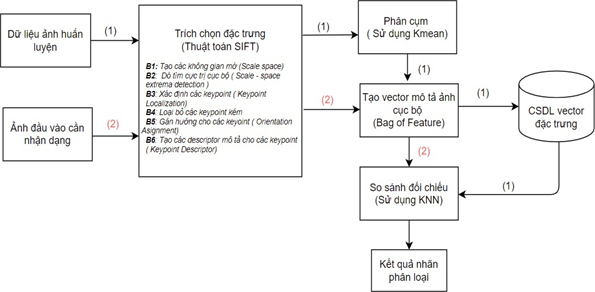 Dữ liệu ảnh huấn
luyện
(1)
Trích chọn đặc trưng
(Thuật toán SIFT)
B1: Tạo các không gian mờ (Scale space)
B2: Dò tìm cực trị cục bộ ( Scale - space
extrema detection )
B3: Xác định các keypoint ( Keypoint
Localization)
B4: Loại bỏ các keypoint kém
B5: Gán hướng cho các keyoint ( Orientation
Asignment)
B6: Tạo các descriptor mô tả cho các keypoint
( Keypoint Descriptor)
Ảnh đầu vào cần
nhận dạng
(2)
(1)
Phân cụm
( Sử dụng Kmean)
(1)
(2)
Tạo vector mô tả ảnh
cục bộ
(Bag of Feature)
(1)
CSDL vector
đặc trưng
(2)
So sánh đối chiếu
(Sử dụng KNN)
(1)
Kết quả nhãn
phân loại